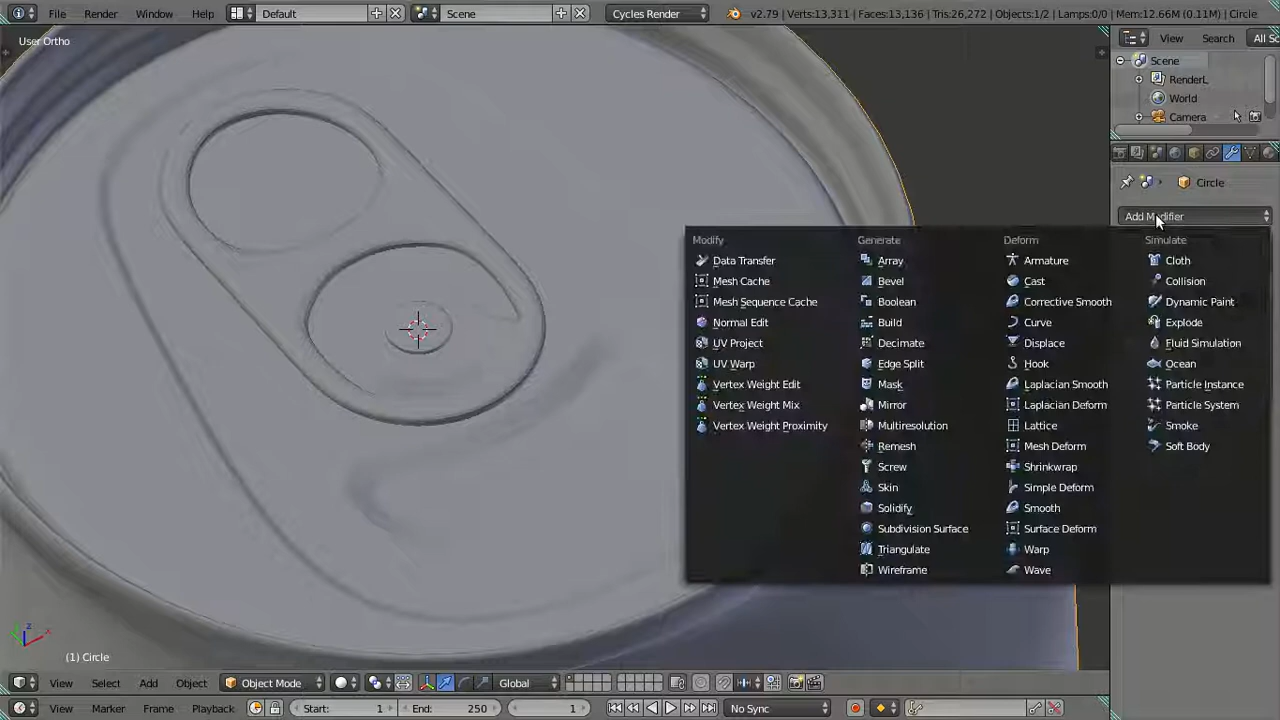 File Render Window Help Default Scene Cycles Render v2.79 | Verts:13,311 | Faces:13,136 | Tris:26,272 | Objects:1/2 | Lamps:0/0 | Mem:12.66M (0.11M) | Circle
User Ortho
View Search All Sc
Scene
RenderL
World
Camera
Circle
Add Modifier
Modify
Data Transfer
Mesh Cache
Mesh Sequence Cache
Normal Edit
UV Project
UV Warp
Vertex Weight Edit
Vertex Weight Mix
Vertex Weight Proximity
Generate
Array
Bevel
Boolean
Build
Decimate
Edge Split
Mask
Mirror
Multiresolution
Remesh
Screw
Skin
Solidify
Subdivision Surface
Triangulate
Wireframe
Deform
Armature
Cast
Corrective Smooth
Curve
Displace
Hook
Laplacian Smooth
Laplacian Deform
Lattice
Mesh Deform
Shrinkwrap
Simple Deform
Smooth
Surface Deform
Warp
Wave
Simulate
Cloth
Collision
Dynamic Paint
Explode
Fluid Simulation
Ocean
Particle Instance
Particle System
Smoke
Soft Body
z
x
(1) Circle
View Select Add Object Object Mode Global
View Marker Frame Playback Start: 1 End: 250 1 No Sync